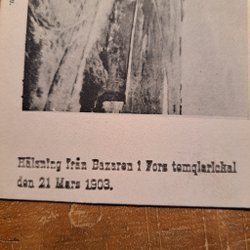 Hälsning från Bazaren i Fors templarlokal
den 21 Mars 1903.